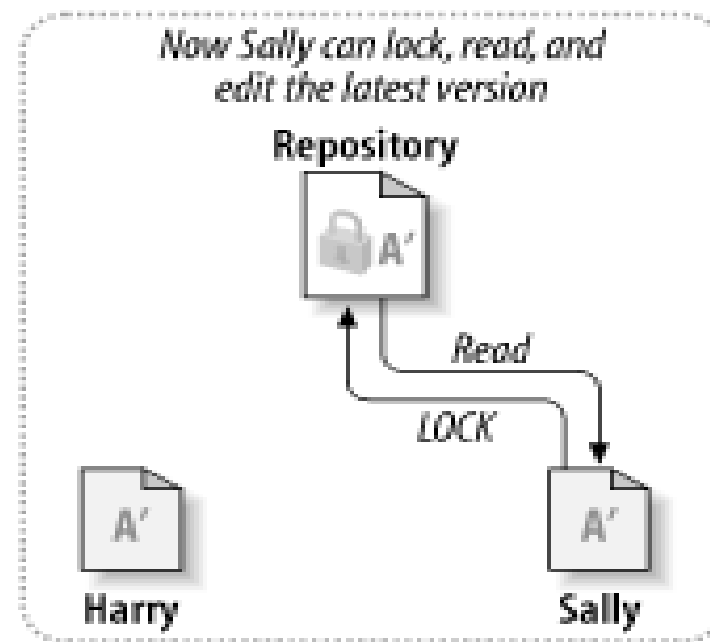 Now Sally can lock, read, and
edit the latest version
Repository
A′
Read
LOCK
A′
A′
Harry
Sally